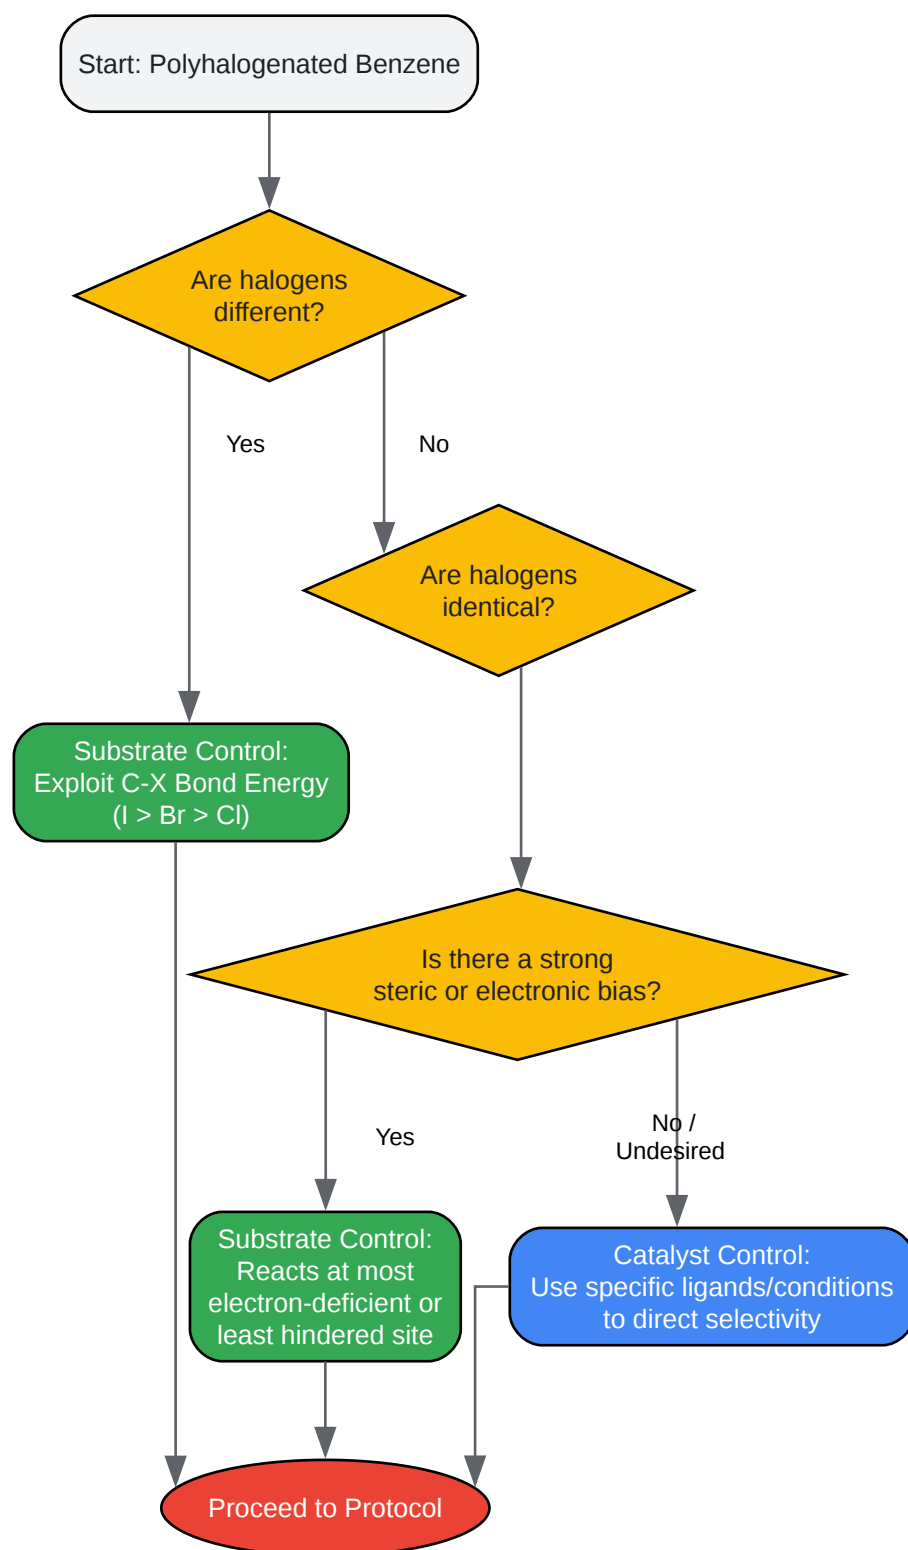 Start: Polyhalogenated Benzene
Are halogens
different?
Yes
No
Are halogens
identical?
Substrate Control:
Exploit C-X Bond Energy
(I > Br > Cl)
Is there a strong
steric or electronic bias?
Yes
No /
Undesired
Substrate Control:
Reacts at most
electron-deficient or
least hindered site
Catalyst Control:
Use specific ligands/conditions
to direct selectivity
Proceed to Protocol